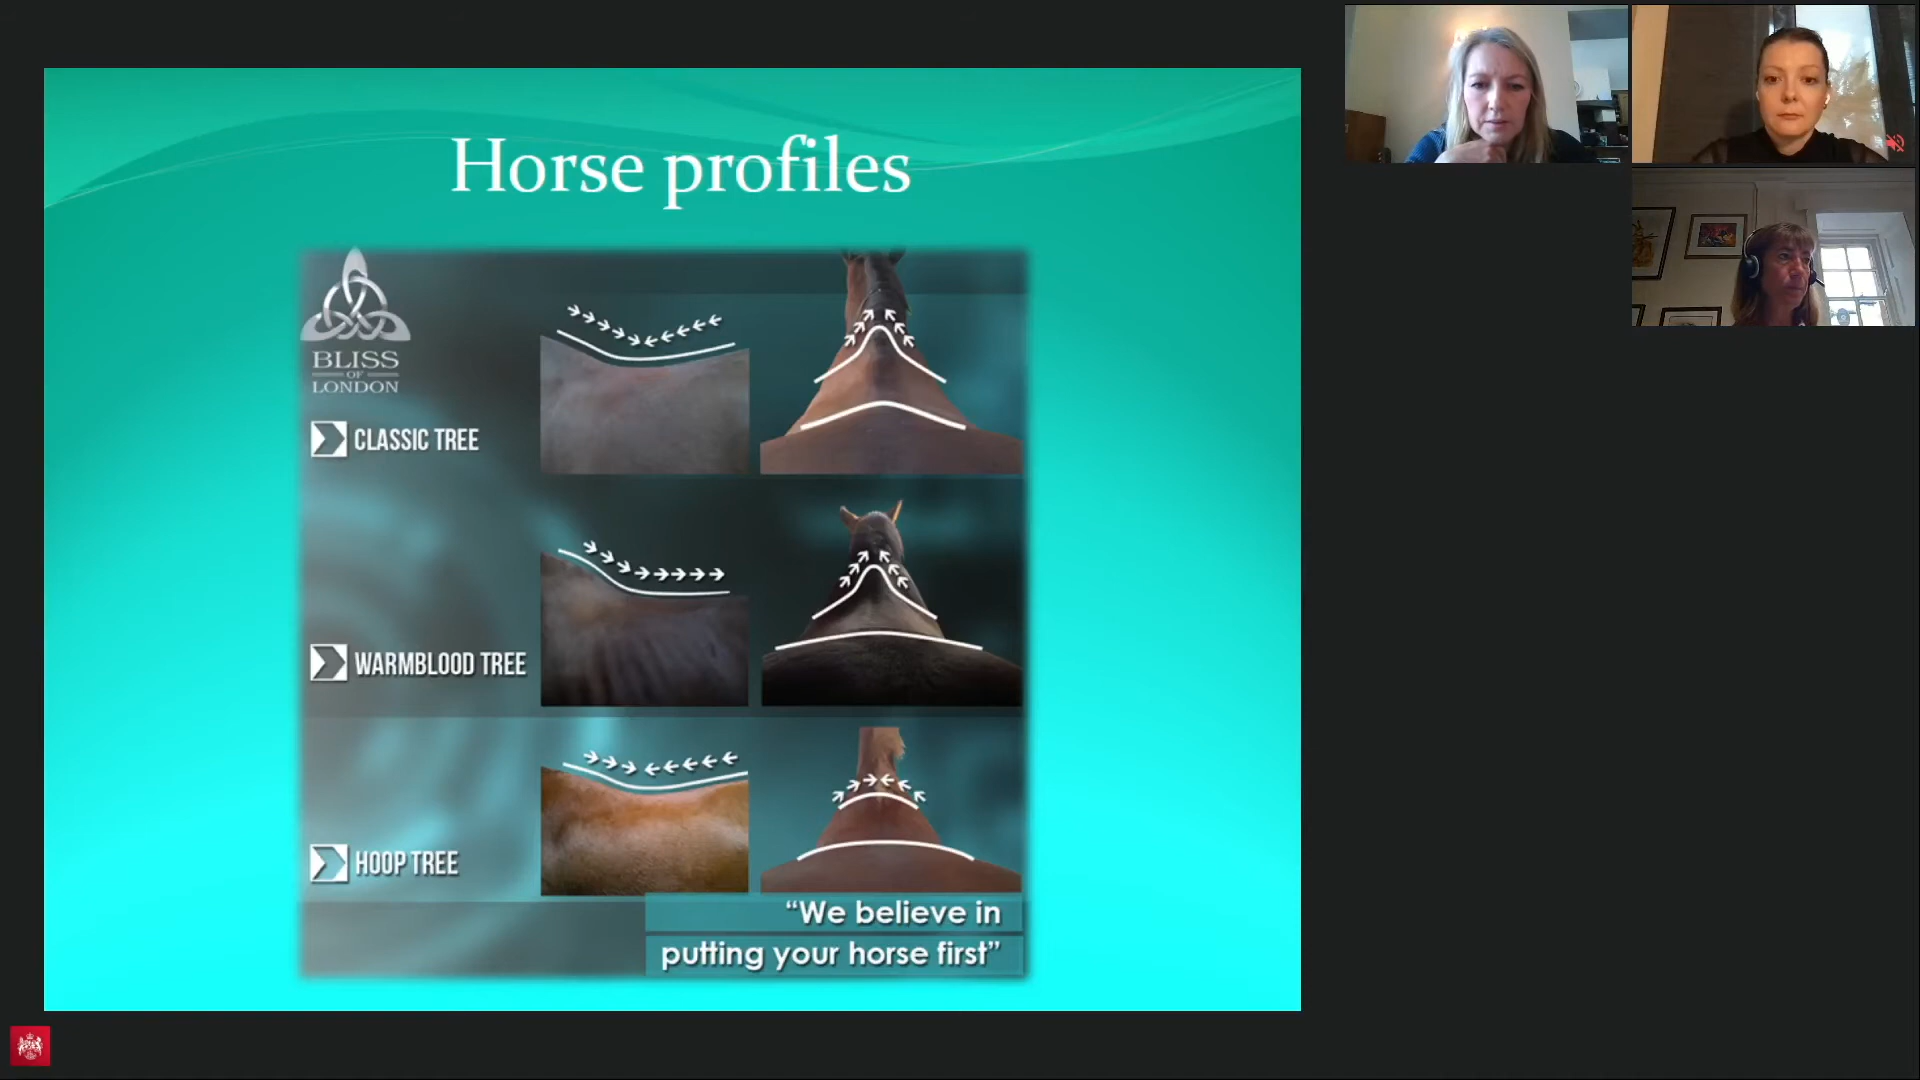 Horse profiles
BLISS
OF
LONDON
CLASSIC TREE
WARMBLOOD TREE
HOOP TREE
“We believe in
putting your horse first”